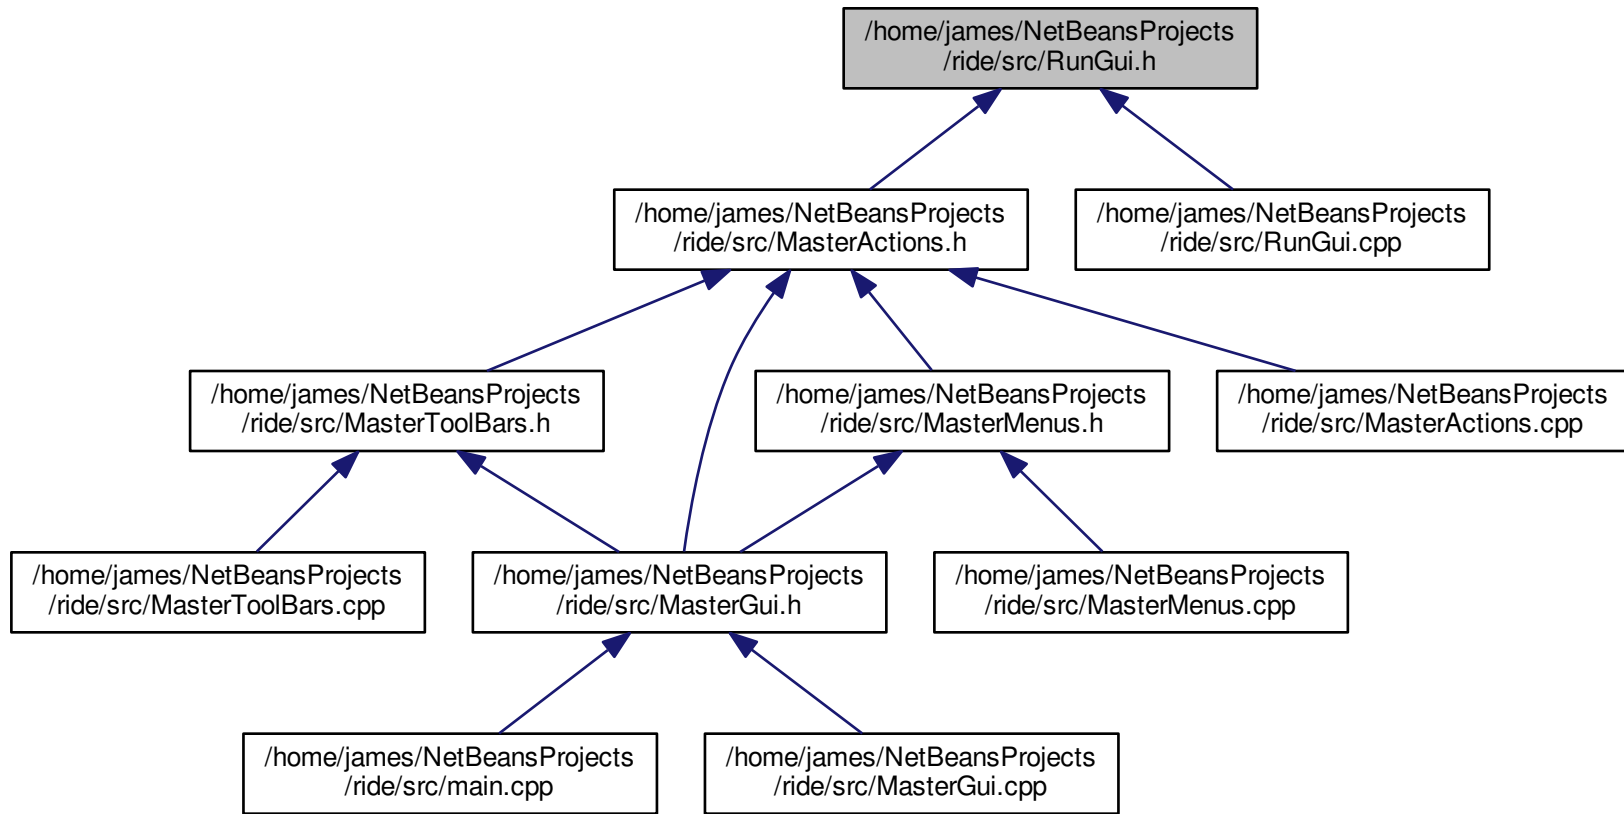 /home/james/NetBeansProjects
/ride/src/RunGui.h
/home/james/NetBeansProjects
/ride/src/MasterActions.h
/home/james/NetBeansProjects
/ride/src/RunGui.cpp
/home/james/NetBeansProjects
/ride/src/MasterToolBars.h
/home/james/NetBeansProjects
/ride/src/MasterMenus.h
/home/james/NetBeansProjects
/ride/src/MasterActions.cpp
/home/james/NetBeansProjects
/ride/src/MasterToolBars.cpp
/home/james/NetBeansProjects
/ride/src/MasterGui.h
/home/james/NetBeansProjects
/ride/src/MasterMenus.cpp
/home/james/NetBeansProjects
/ride/src/main.cpp
/home/james/NetBeansProjects
/ride/src/MasterGui.cpp